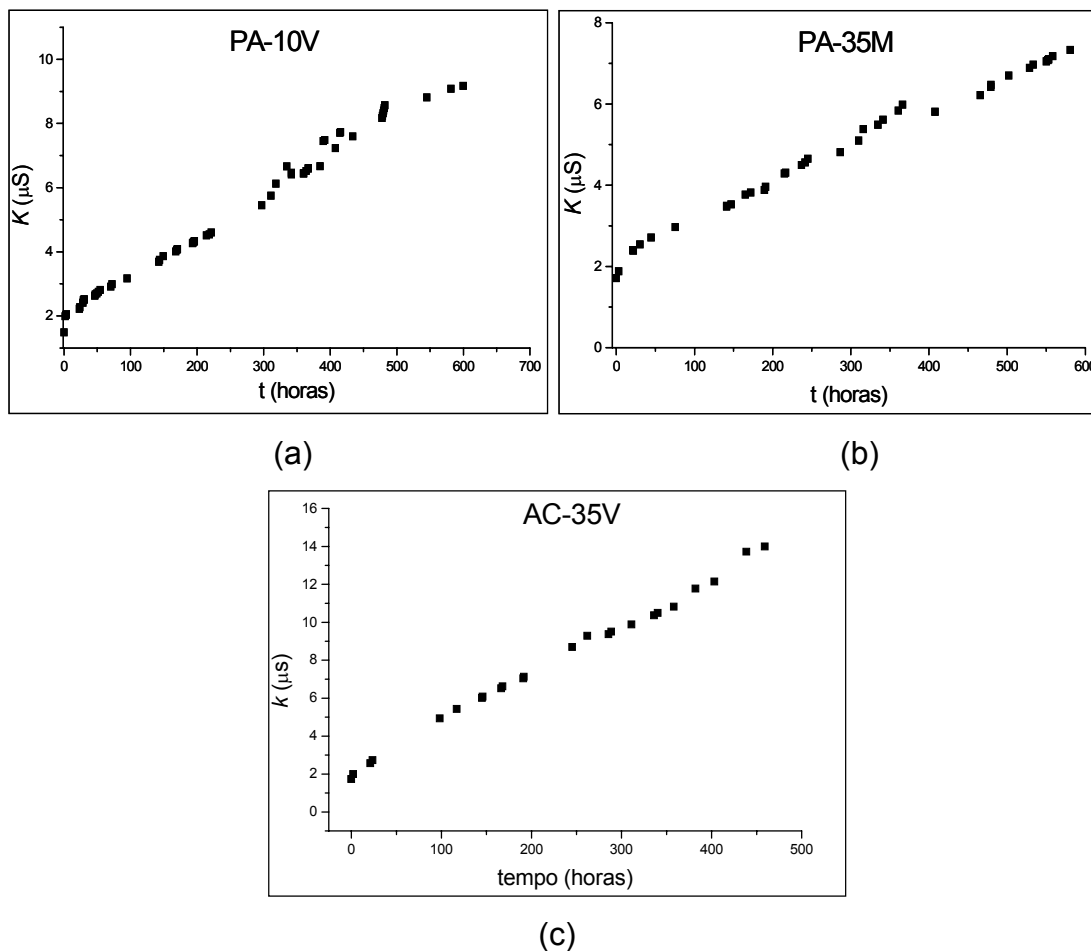 PA-10V
10
8
6
4
2
K (μS)
0 100 200 300 400 500 600 700
t (horas)
(a)
PA-35M
8
6
4
2
0
K (μS)
0 100 200 300 400 500 600
t (horas)
(b)
AC-35V
16
14
12
10
8
6
4
2
0
k (μs)
0 100 200 300 400 500
tempo (horas)
(c)